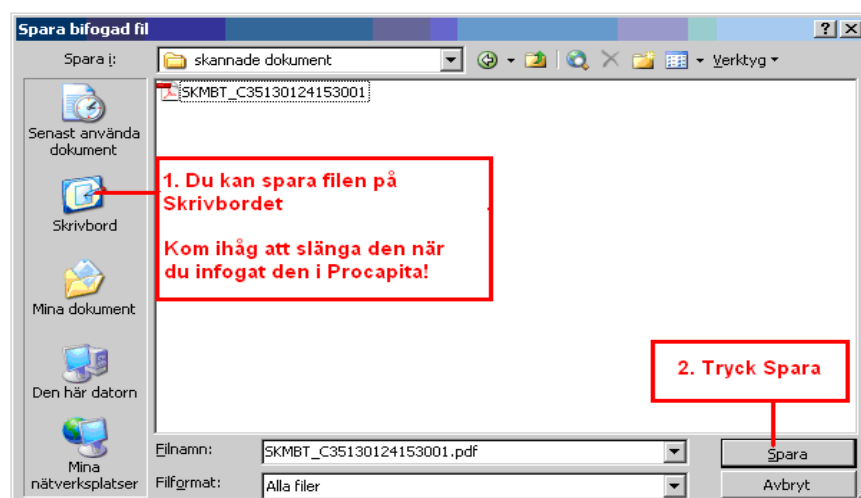 Spara bifogad fil
Spara i:
skannade dokument
Verktyg
SKMBT_C35130124153001
Senast använda
dokument
Skrivbord
Mina dokument
Den här datorn
Mina
nätverksplatser
1. Du kan spara filen på
Skrivbordet
Kom ihåg att slänga den när
du infogat den i Procapita!
2. Tryck Spara
Filnamn:
SKMBT_C35130124153001.pdf
Spara
Filformat:
Alla filer
Avbryt